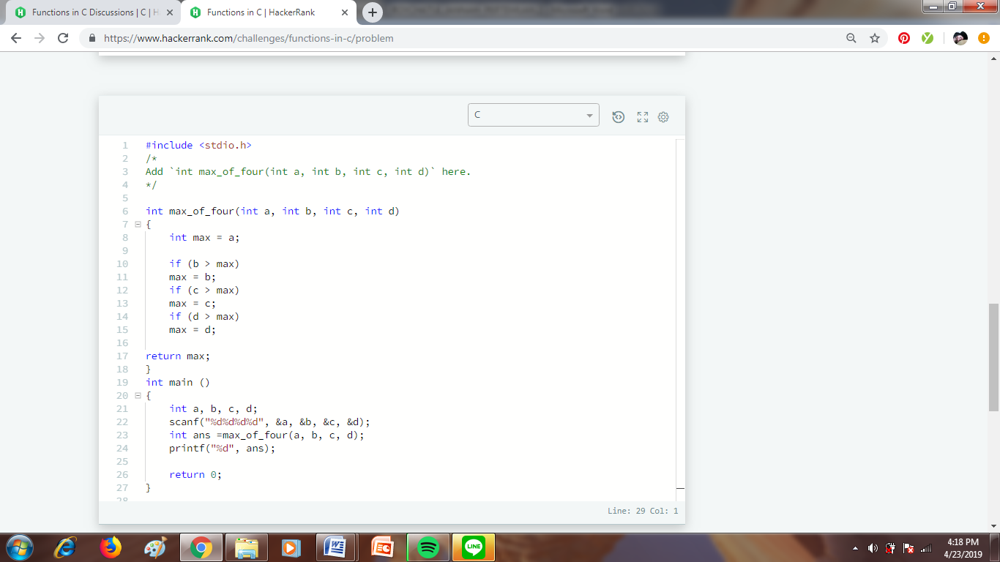 Functions in C Discussions | C | H
Functions in C | HackerRank
https://www.hackerrank.com/challenges/functions-in-c/problem
C
1 #include <stdio.h>
2 /*
3 Add `int max_of_four(int a, int b, int c, int d)` here.
4 */
5
6 int max_of_four(int a, int b, int c, int d)
7 {
8 int max = a;
9
10 if (b > max)
11 max = b;
12 if (c > max)
13 max = c;
14 if (d > max)
15 max = d;
16
17 return max;
18 }
19 int main ()
20 {
21 int a, b, c, d;
22 scanf("%d%d%d%d", &a, &b, &c, &d);
23 int ans =max_of_four(a, b, c, d);
24 printf("%d", ans);
25
26 return 0;
27 }
28
Line: 29 Col: 1
LINE
4:18 PM
4/23/2019